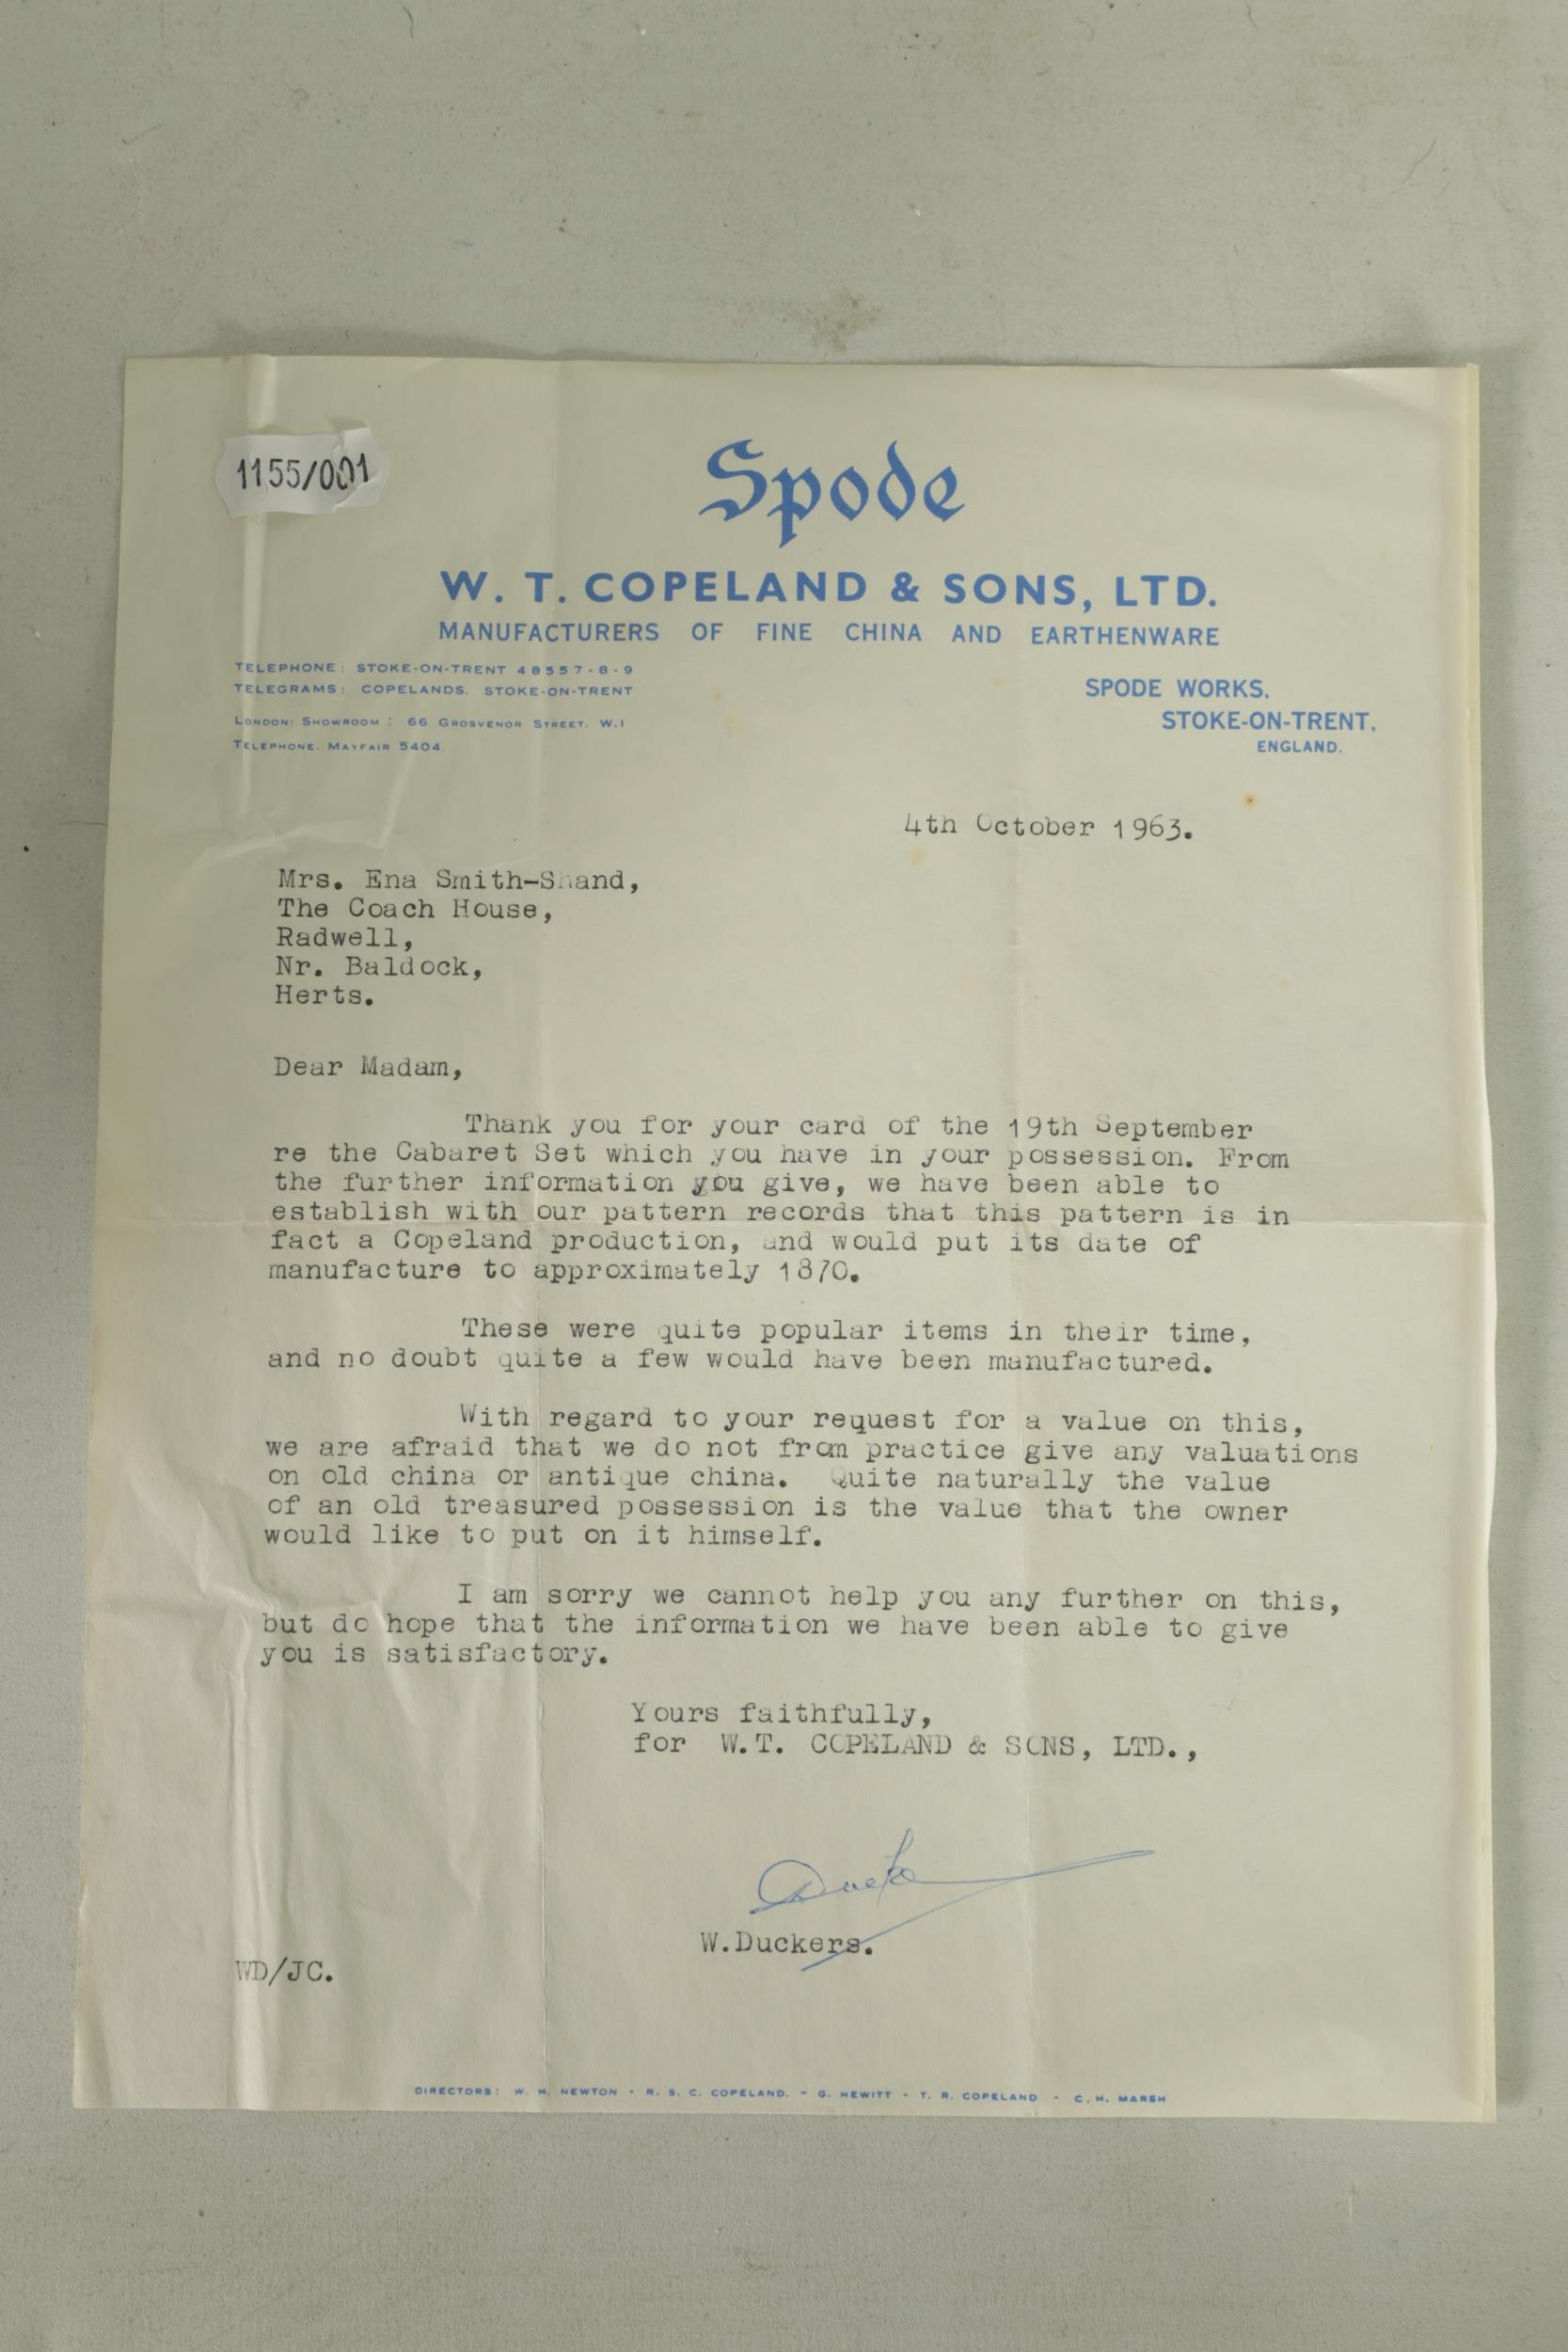 1155/001
Spode
W. T. COPELAND & SONS, LTD.
MANUFACTURERS OF FINE CHINA AND EARTHENWARE
TELEPHONE: STOKE-ON-TRENT 48557-8-9
TELEGRAMS: COPELANDS. STOKE-ON-TRENT
LONDON: SHOWROOM: 66 GROSVENOR STREET. W.1
TELEPHONE. MAYFAIR 5404.
SPODE WORKS.
STOKE-ON-TRENT.
ENGLAND.
4th October 1963.
Mrs. Ena Smith-Shand,
The Coach House,
Radwell,
Nr. Baldock,
Herts.
Dear Madam,
Thank you for your card of the 19th September
re the Cabaret Set which you have in your possession. From
the further information you give, we have been able to
establish with our pattern records that this pattern is in
fact a Copeland production, and would put its date of
manufacture to approximately 1870.
These were quite popular items in their time,
and no doubt quite a few would have been manufactured.
With regard to your request for a value on this,
we are afraid that we do not from practice give any valuations
on old china or antique china. Quite naturally the value
of an old treasured possession is the value that the owner
would like to put on it himself.
I am sorry we cannot help you any further on this,
but do hope that the information we have been able to give
you is satisfactory.
Yours faithfully,
for W.T. COPELAND & SONS, LTD.,
W.Duckers.
WD/JC.
DIRECTORS: W. H. NEWTON - R. S. C. COPELAND. - G. HEWITT - T. R. COPELAND - C. H. MARSH